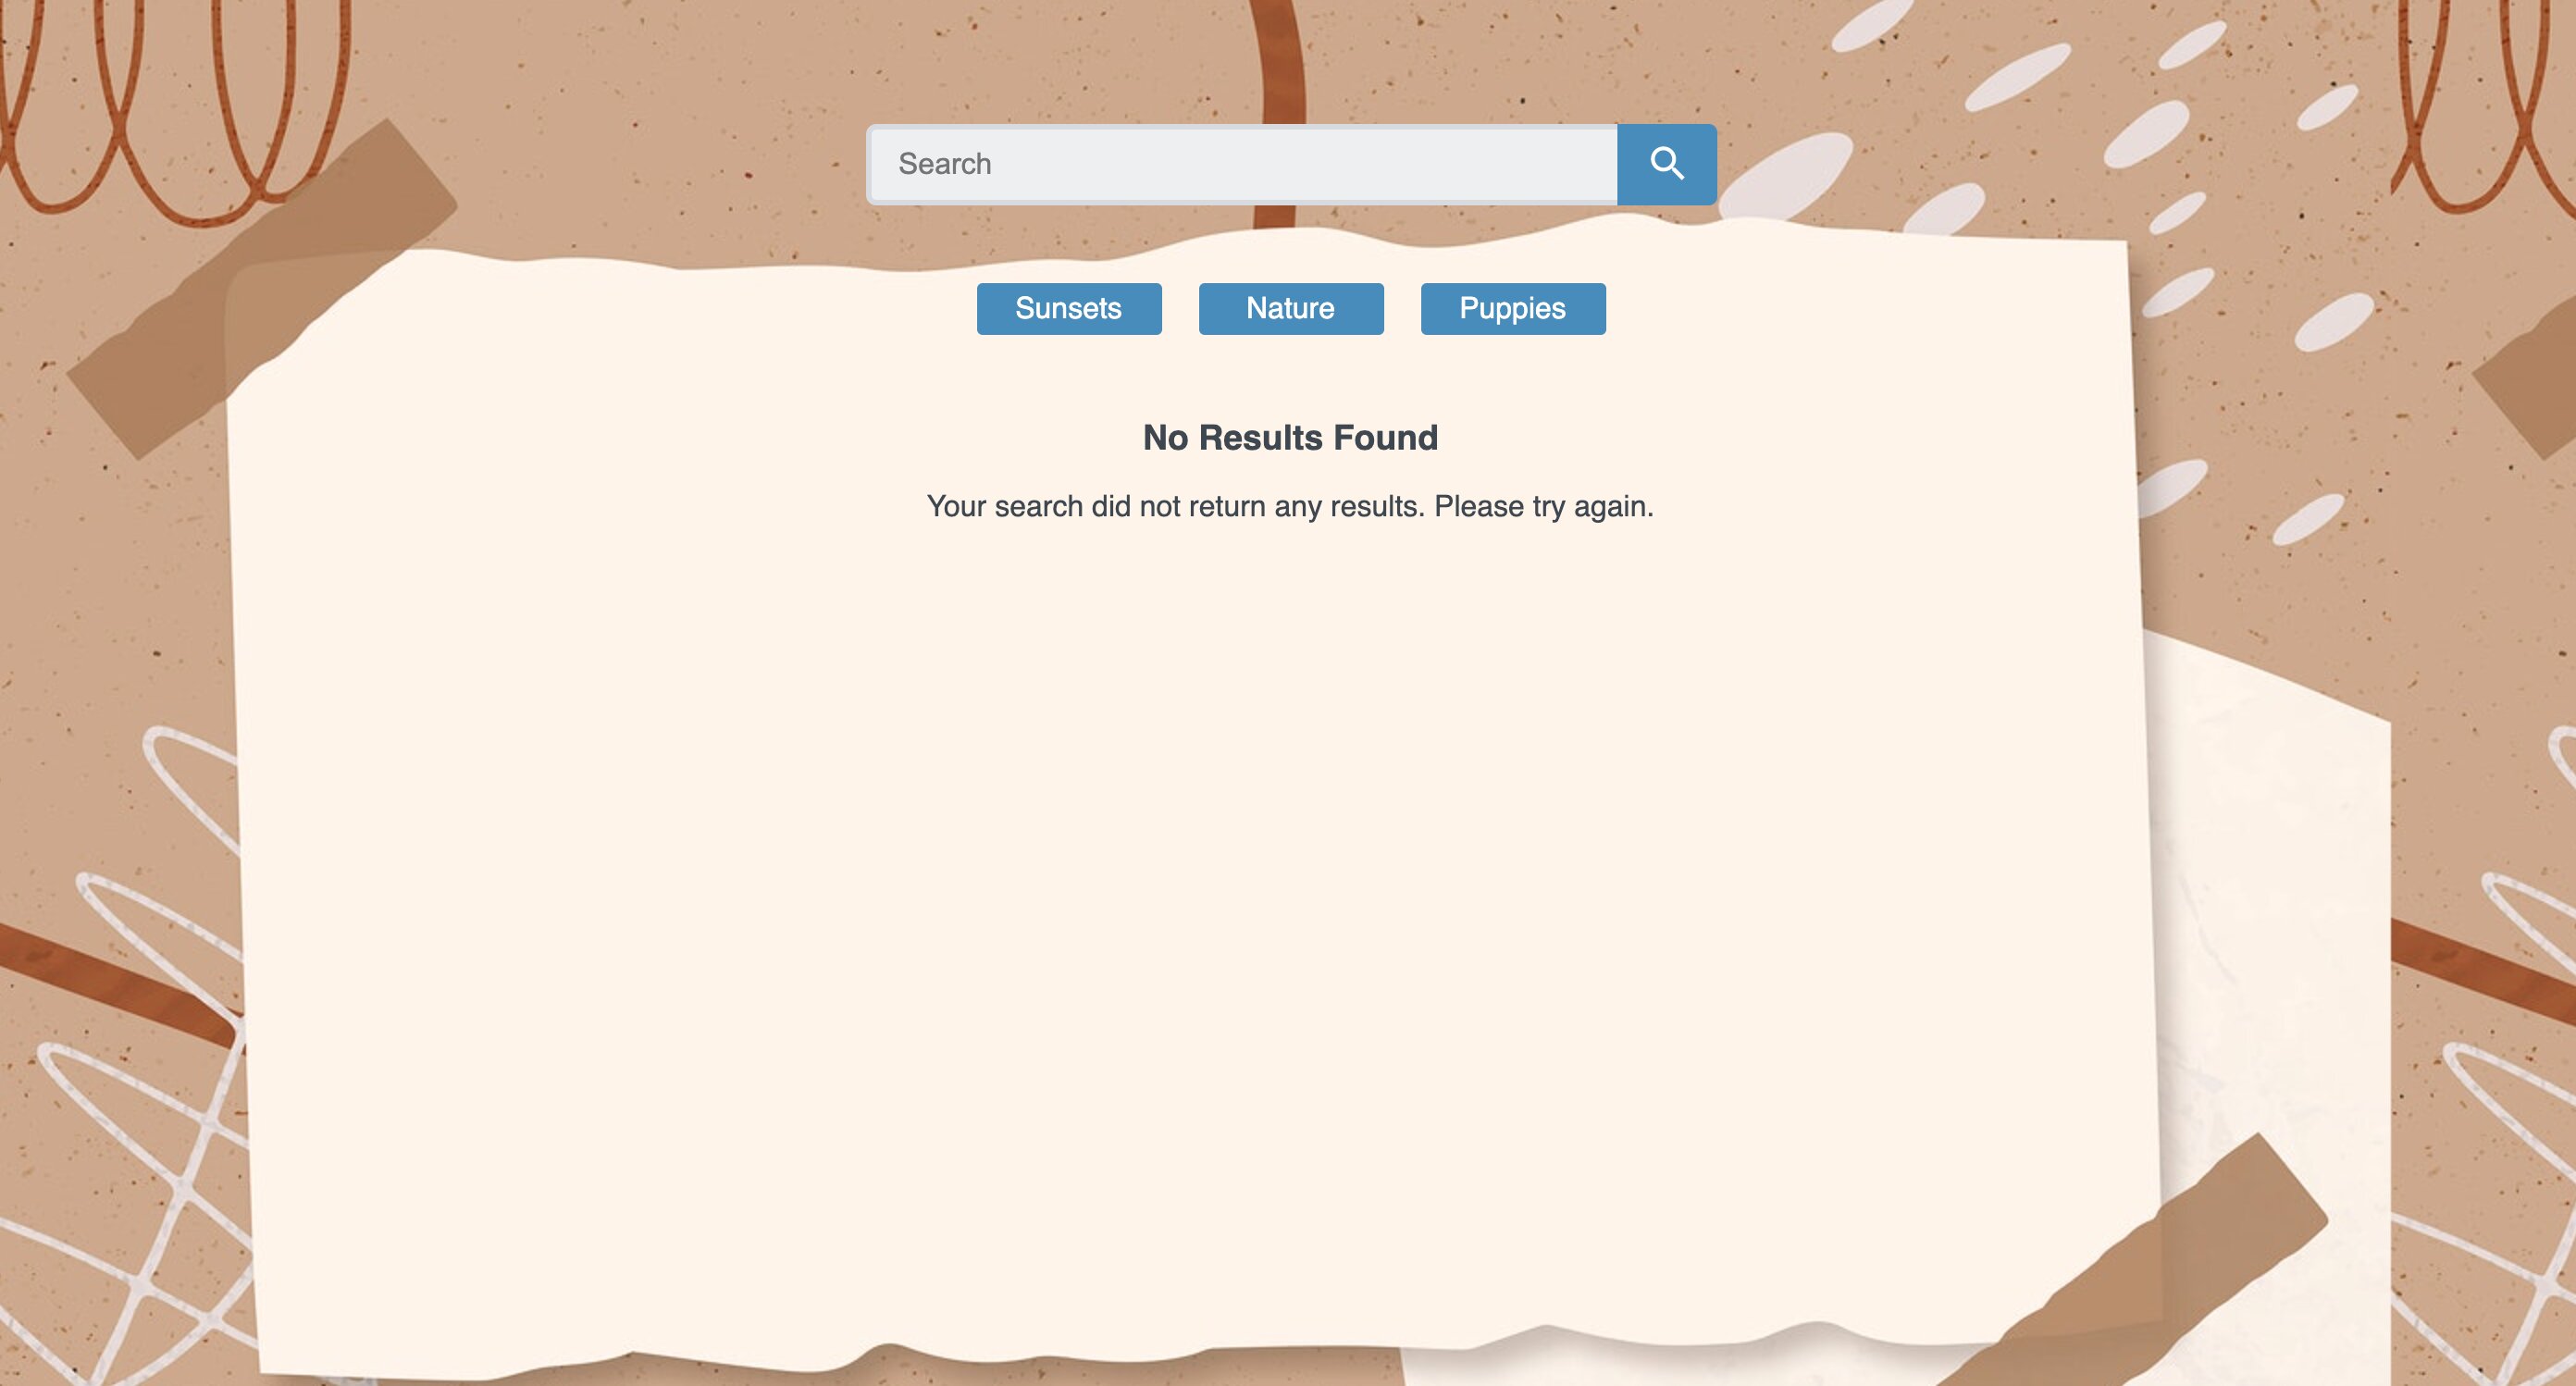 Search
Sunsets Nature Puppies
No Results Found
Your search did not return any results. Please try again.